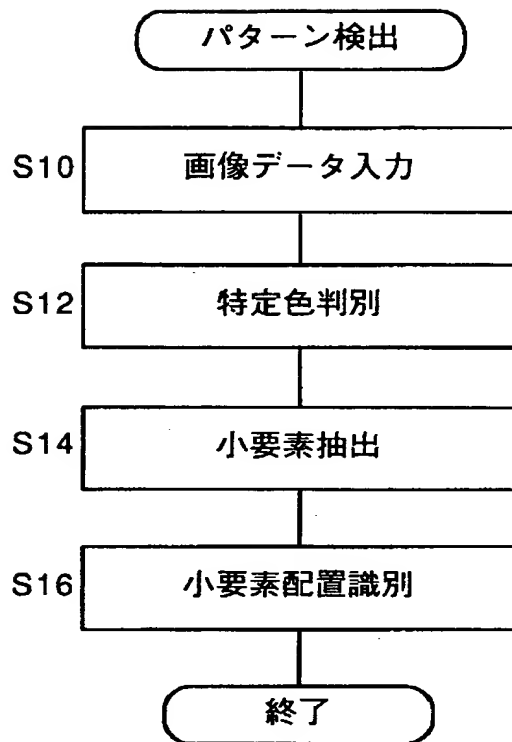 パターン検出
S10 画像データ入力
S12 特定色判別
S14 小要素抽出
S16 小要素配置識別
終了